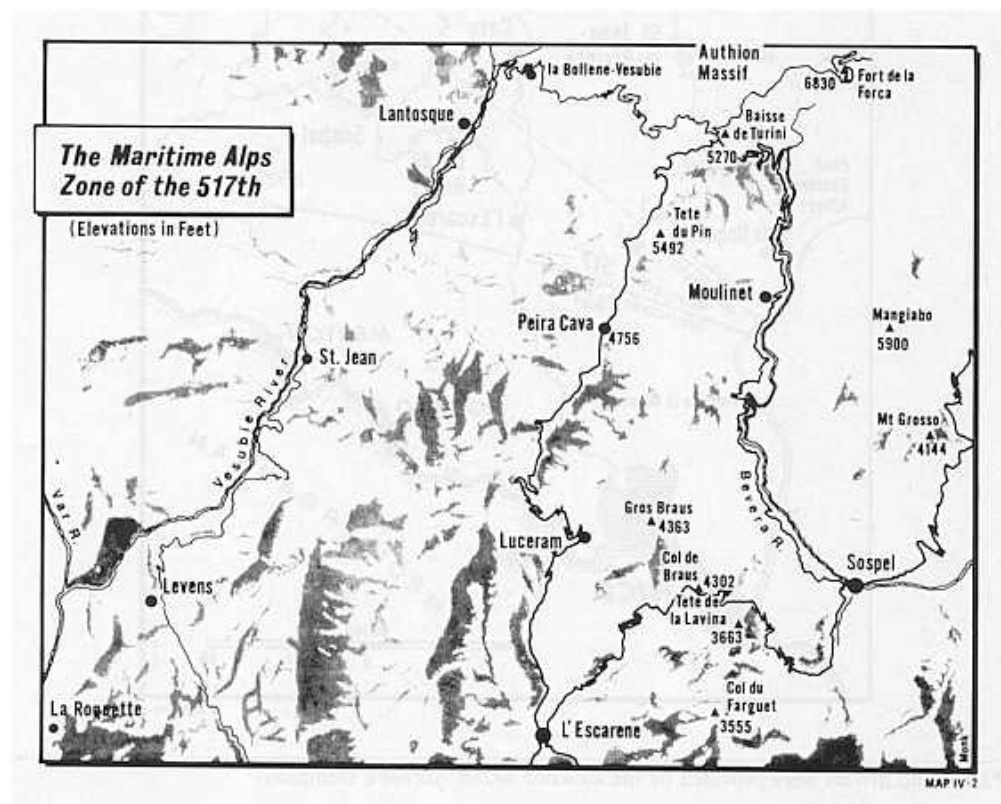 Authion
Massif
la Bollene-Vesubie
6830
Fort de la
Forca
Lantosque
Baisse
de Turini
5270
The Maritime Alps
Zone of the 517th
(Elevations in Feet)
Tete
du Pin
5492
Moulinet
Peira Cava
4756
Mangiabo
5900
St. Jean
Vesubie River
Mt Grosso
4144
Var R.
Bevera R.
Gros Braus
4363
Luceram
Col de
Braus
4302
Sospel
Levens
Tete de
la Lavina
3663
Col du
Farguet
3555
La Roquette
L'Escarene
Monk
MAP IV-2